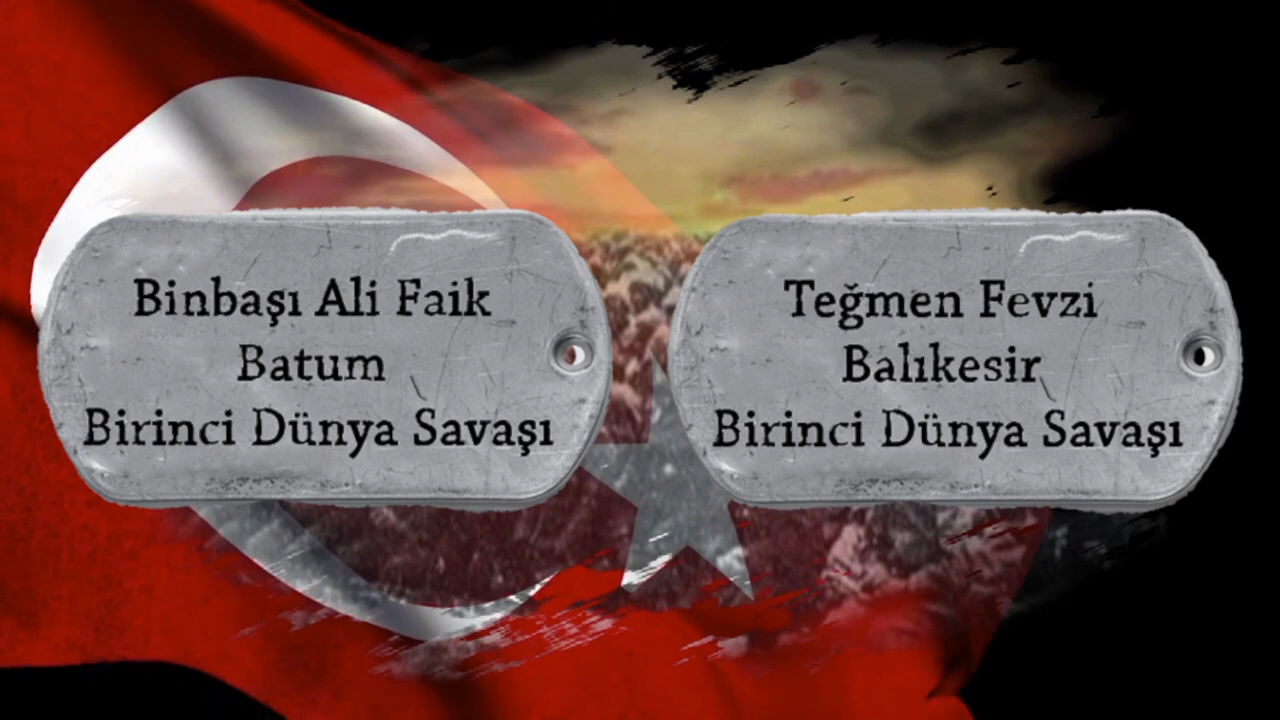 Binbaşı Ali Faik
Batum
Birinci Dünya Savaşı
Teğmen Fevzi
Balıkesir
Birinci Dünya Savaşı